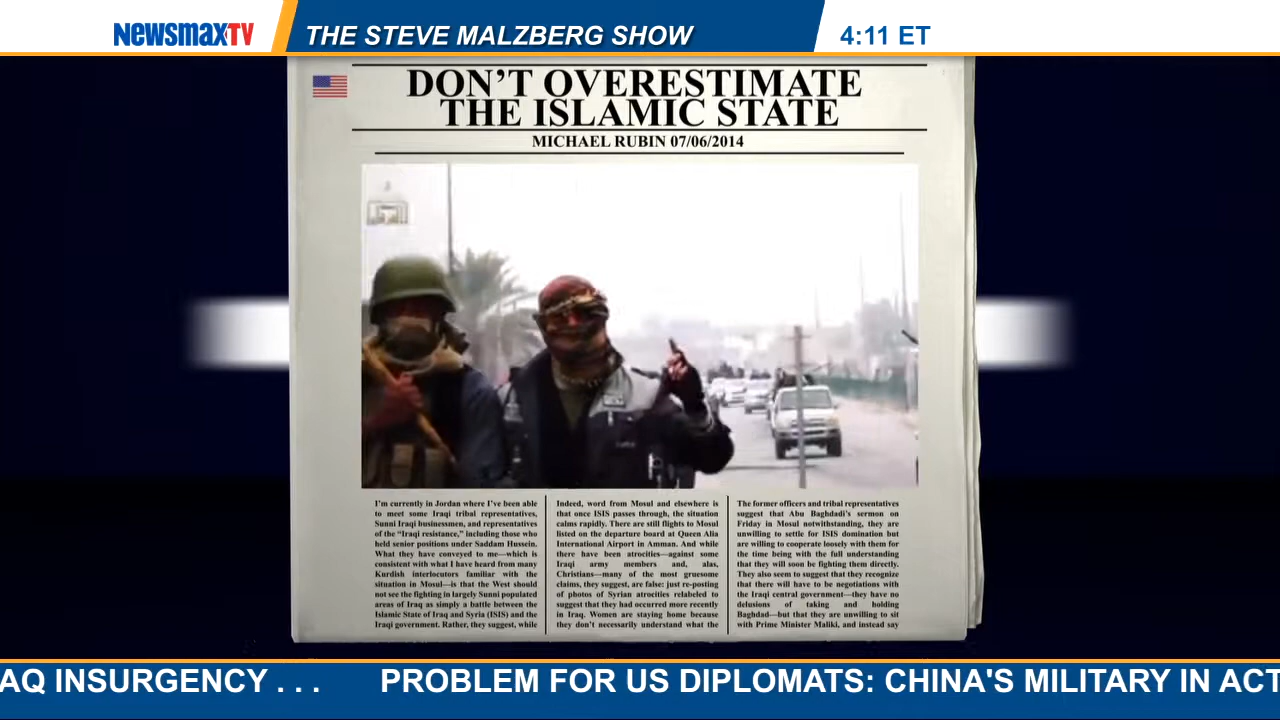 NEWSMAXTV
THE STEVE MALZBERG SHOW
4:11 ET
DON'T OVERESTIMATE
THE ISLAMIC STATE
MICHAEL RUBIN 07/06/2014
I'm currently in Jordan where I've been able
to meet some Iraqi tribal representatives,
Sunni Iraqi businessmen, and representatives
of the "Iraqi resistance," including those who
held senior positions under Saddam Hussein.
What they have conveyed to me—which is
consistent with what I have heard from many
Kurdish interlocutors familiar with the
situation in Mosul—is that the West should
not see the fighting in largely Sunni populated
areas of Iraq as simply a battle between the
Islamic State of Iraq and Syria (ISIS) and the
Iraqi government. Rather, they suggest, while
Indeed, word from Mosul and elsewhere is
that once ISIS passes through, the situation
calms rapidly. There are still flights to Mosul
listed on the departure board at Queen Alia
International Airport in Amman. And while
there have been atrocities—against some
Iraqi army members and, alas,
Christians—many of the most gruesome
claims, they suggest, are false: just re-posting
of photos of Syrian atrocities relabeled to
suggest that they had occurred more recently
in Iraq. Women are staying home because
they don't necessarily understand what the
The former officers and tribal representatives
suggest that Abu Baghdadi's sermon on
Friday in Mosul notwithstanding, they are
unwilling to settle for ISIS domination but
are willing to cooperate loosely with them for
the time being with the full understanding
that they will soon be fighting them directly.
They also seem to suggest that they recognize
that there will have to be negotiations with
the Iraqi central government—they have no
delusions of taking and holding
Baghdad—but that they are unwilling to sit
with Prime Minister Maliki, and instead say
AQ INSURGENCY . . . PROBLEM FOR US DIPLOMATS: CHINA'S MILITARY IN ACT